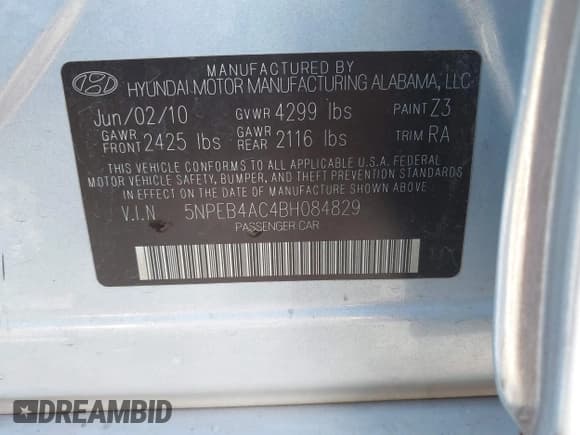 MANUFACTURED BY
HYUNDAI MOTOR MANUFACTURING ALABAMA, LLC
Jun/02/10 GVWR 4299 lbs PAINT Z3
GAWR FRONT 2425 lbs GAWR REAR 2116 lbs TRIM RA
THIS VEHICLE CONFORMS TO ALL APPLICABLE U.S.A. FEDERAL
MOTOR VEHICLE SAFETY, BUMPER, AND THEFT PREVENTION STANDARDS
IN EFFECT ON THE DATE OF MANUFACTURE SHOWN ABOVE.
V.I.N 5NPEB4AC4BH084829
PASSENGER CAR
DREAMBID